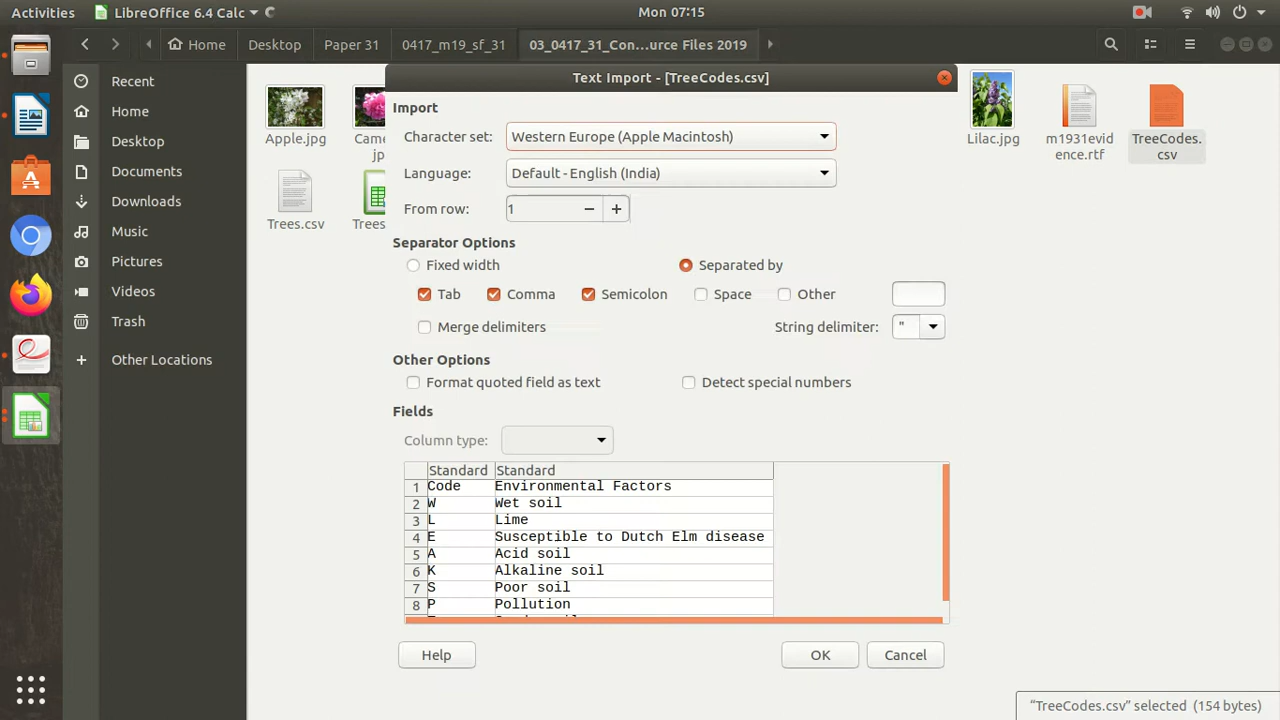 Activities LibreOffice 6.4 Calc Mon 07:15
Home Desktop Paper 31 0417_m19_sf_31 03_0417_31_Con...urce Files 2019
Recent
Home
Desktop
Documents
Downloads
Music
Pictures
Videos
Trash
+ Other Locations
Apple.jpg
Came
jp
Lilac.jpg
m1931evid
ence.rtf
TreeCodes.
csv
Trees.csv
Trees
Text Import - [TreeCodes.csv]
Import
Character set: Western Europe (Apple Macintosh)
Language: Default - English (India)
From row: 1 − +
Separator Options
Fixed width Separated by
Tab Comma Semicolon Space Other
Merge delimiters String delimiter: "
Other Options
Format quoted field as text Detect special numbers
Fields
Column type:
Standard Standard
1 Code Environmental Factors
2 W Wet soil
3 L Lime
4 E Susceptible to Dutch Elm disease
5 A Acid soil
6 K Alkaline soil
7 S Poor soil
8 P Pollution
Help OK Cancel
"TreeCodes.csv" selected (154 bytes)